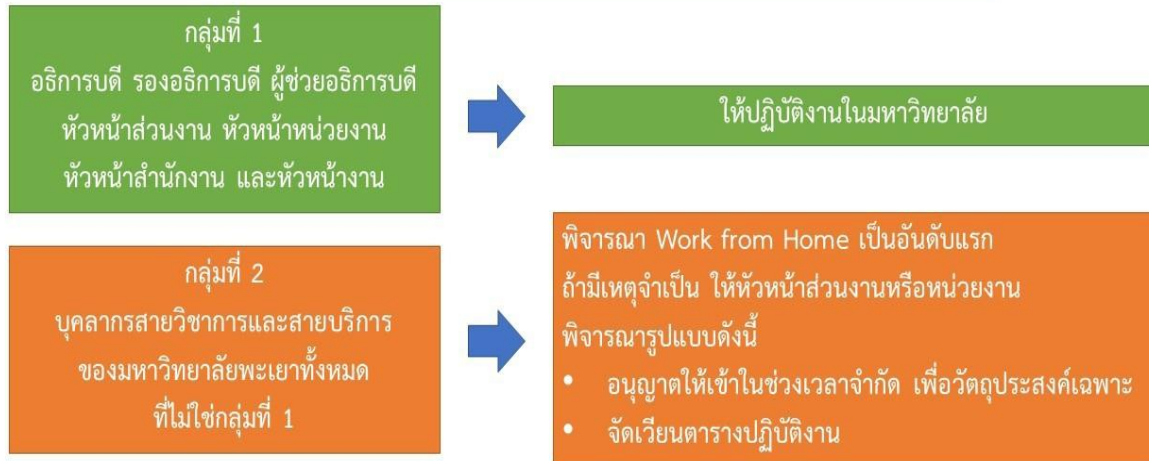 กลุ่มที่ 1
อธิการบดี รองอธิการบดี ผู้ช่วยอธิการบดี
หัวหน้าส่วนงาน หัวหน้าหน่วยงาน
หัวหน้าสำนักงาน และหัวหน้างาน
ให้ปฏิบัติงานในมหาวิทยาลัย
กลุ่มที่ 2
บุคลากรสายวิชาการและสายบริการ
ของมหาวิทยาลัยพะเยาทั้งหมด
ที่ไม่ใช่กลุ่มที่ 1
พิจารณา Work from Home เป็นอันดับแรก
ถ้ามีเหตุจำเป็น ให้หัวหน้าส่วนงานหรือหน่วยงาน
พิจารณารูปแบบดังนี้
• อนุญาตให้เข้าในช่วงเวลาจำกัด เพื่อวัตถุประสงค์เฉพาะ
• จัดเวียนตารางปฏิบัติงาน